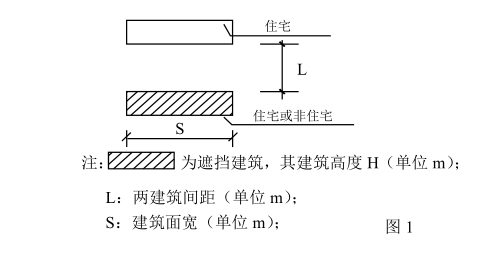 住宅
L
住宅或非住宅
S
注: 为遮挡建筑，其建筑高度 H（单位 m）；
L：两建筑间距（单位 m）；
S：建筑面宽（单位 m）；
图 1